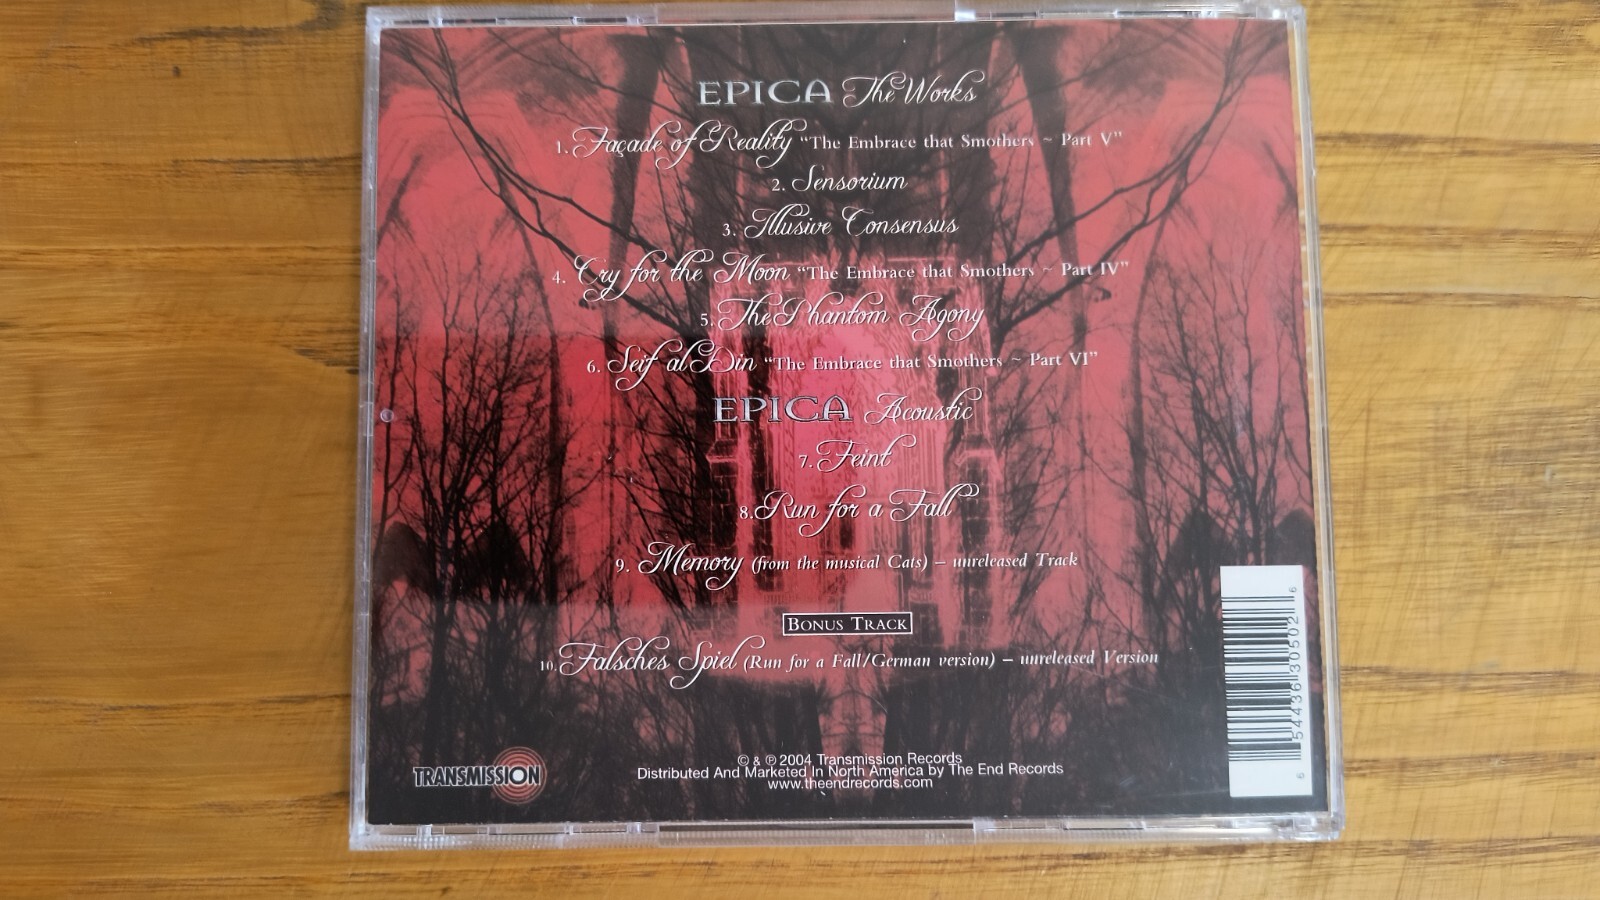 EPICA The Works
1. Façade of Reality “The Embrace that Smothers ~ Part V”
2. Sensorium
3. Illusive Consensus
4. Cry for the Moon “The Embrace that Smothers ~ Part IV”
5. The Phantom Agony
6. Seif al Din “The Embrace that Smothers ~ Part VI”
EPICA Acoustic
7. Feint
8. Run for a Fall
9. Memory (from the musical Cats) – unreleased Track
BONUS TRACK
10. Falsches Spiel (Run for a Fall/German version) – unreleased Version
© & ℗ 2004 Transmission Records
Distributed And Marketed In North America by The End Records
www.theendrecords.com
TRANSMISSION
6 54436 30502 6